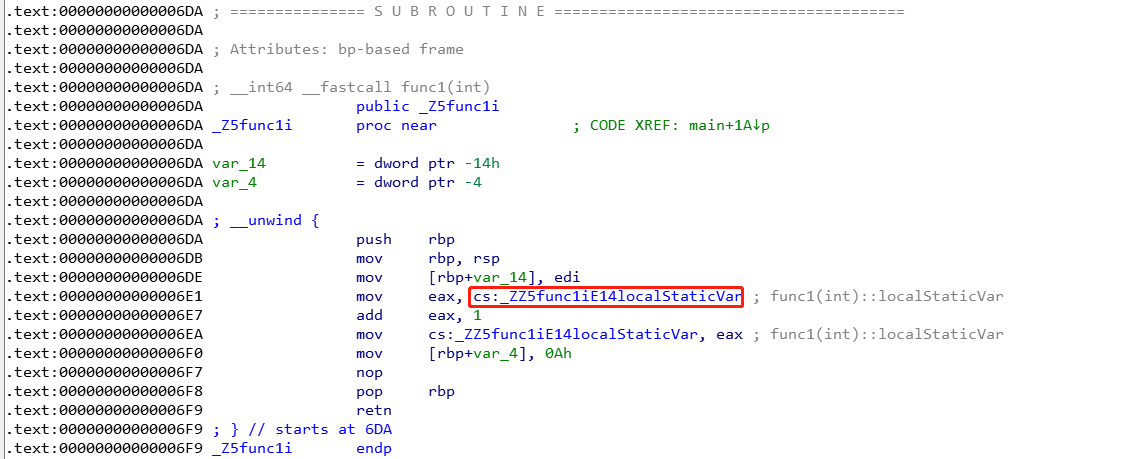 .text:00000000000006DA ; =============== S U B R O U T I N E =======================================
.text:00000000000006DA
.text:00000000000006DA ; Attributes: bp-based frame
.text:00000000000006DA
.text:00000000000006DA ; __int64 __fastcall func1(int)
.text:00000000000006DA                 public _Z5func1i
.text:00000000000006DA _Z5func1i       proc near               ; CODE XREF: main+1A↓p
.text:00000000000006DA
.text:00000000000006DA var_14          = dword ptr -14h
.text:00000000000006DA var_4           = dword ptr -4
.text:00000000000006DA
.text:00000000000006DA ; __unwind {
.text:00000000000006DA                 push    rbp
.text:00000000000006DB                 mov     rbp, rsp
.text:00000000000006DE                 mov     [rbp+var_14], edi
.text:00000000000006E1                 mov     eax, cs:_ZZ5func1iE14localStaticVar ; func1(int)::localStaticVar
.text:00000000000006E7                 add     eax, 1
.text:00000000000006EA                 mov     cs:_ZZ5func1iE14localStaticVar, eax ; func1(int)::localStaticVar
.text:00000000000006F0                 mov     [rbp+var_4], 0Ah
.text:00000000000006F7                 nop
.text:00000000000006F8                 pop     rbp
.text:00000000000006F9                 retn
.text:00000000000006F9 ; } // starts at 6DA
.text:00000000000006F9 _Z5func1i       endp